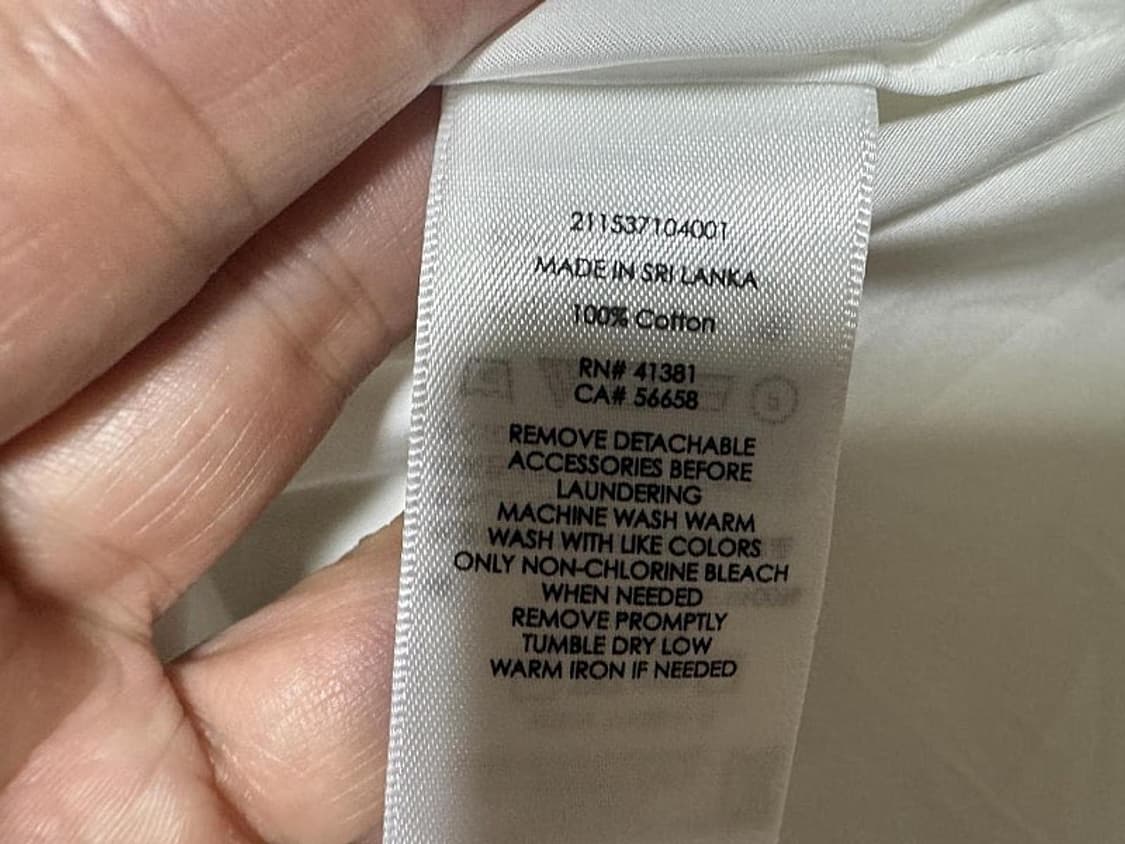 211537104001
MADE IN SRI LANKA
100% Cotton
RN# 41381
CA# 56658
REMOVE DETACHABLE
ACCESSORIES BEFORE
LAUNDERING
MACHINE WASH WARM
WASH WITH LIKE COLORS
ONLY NON-CHLORINE BLEACH
WHEN NEEDED
REMOVE PROMPTLY
TUMBLE DRY LOW
WARM IRON IF NEEDED